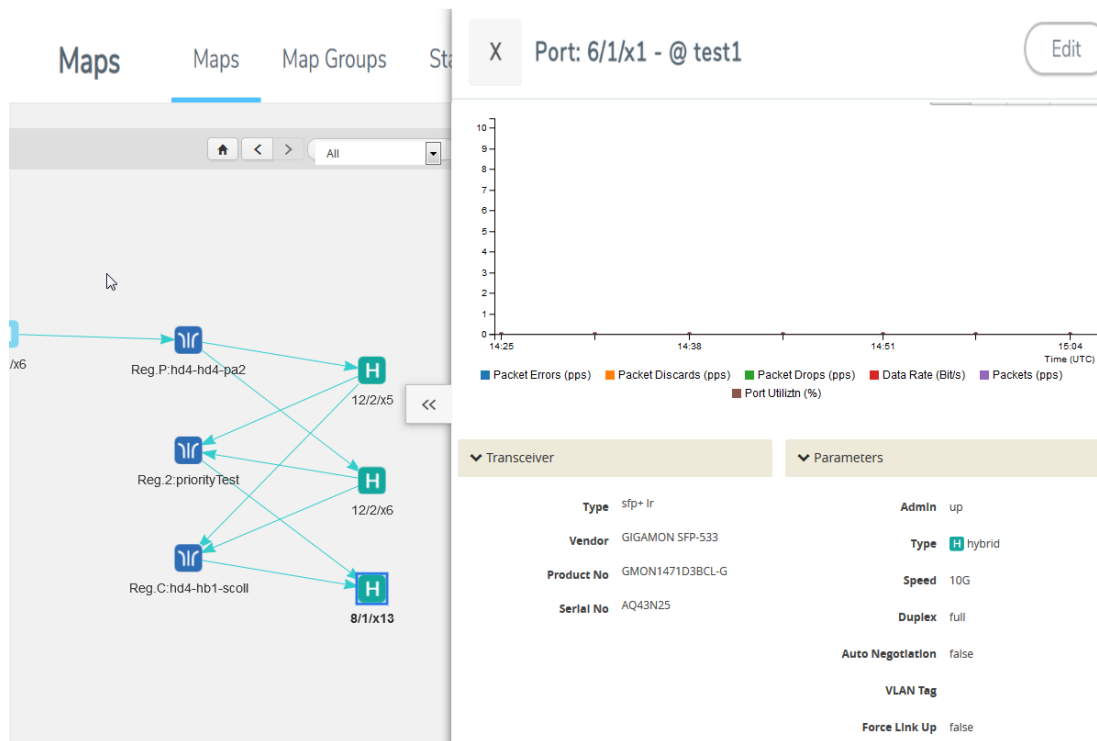 Maps
Maps
Map Groups
Sta
All
/x6
Reg.P:hd4-hd4-pa2
H
12/2/x5
Reg.2:priorityTest
H
12/2/x6
Reg.C:hd4-hb1-scoll
H
8/1/x13
<<
X
Port: 6/1/x1 - @ test1
Edit
10
9
8
7
6
5
4
3
2
1
0
14:25 14:38 14:51 15:04
Time (UTC)
Packet Errors (pps) Packet Discards (pps) Packet Drops (pps) Data Rate (Bit/s) Packets (pps)
Port Utiliztn (%)
Transceiver
Type sfp+ lr
Vendor GIGAMON SFP-533
Product No GMON1471D3BCL-G
Serial No AQ43N25
Parameters
Admin up
Type H hybrid
Speed 10G
Duplex full
Auto Negotiation false
VLAN Tag
Force Link Up false